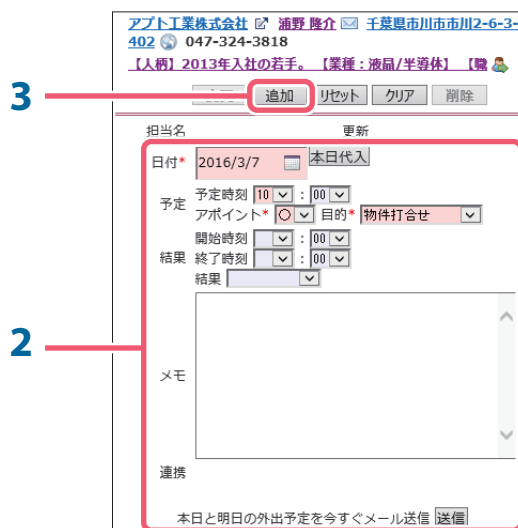 アプト工業株式会社 浦野 隆介 千葉県市川市市川2-6-3-
402 047-324-3818
【人柄】2013年入社の若手。 【業種：液晶/半導体】 【職
3
追加 リセット クリア 削除
担当名 更新
日付* 2016/3/7 本日代入
予定 予定時刻 10 : 00
アポイント* ○ 目的* 物件打合せ
開始時刻 : 00
結果 終了時刻 : 00
結果
2
メモ
連携
本日と明日の外出予定を今すぐメール送信 送信